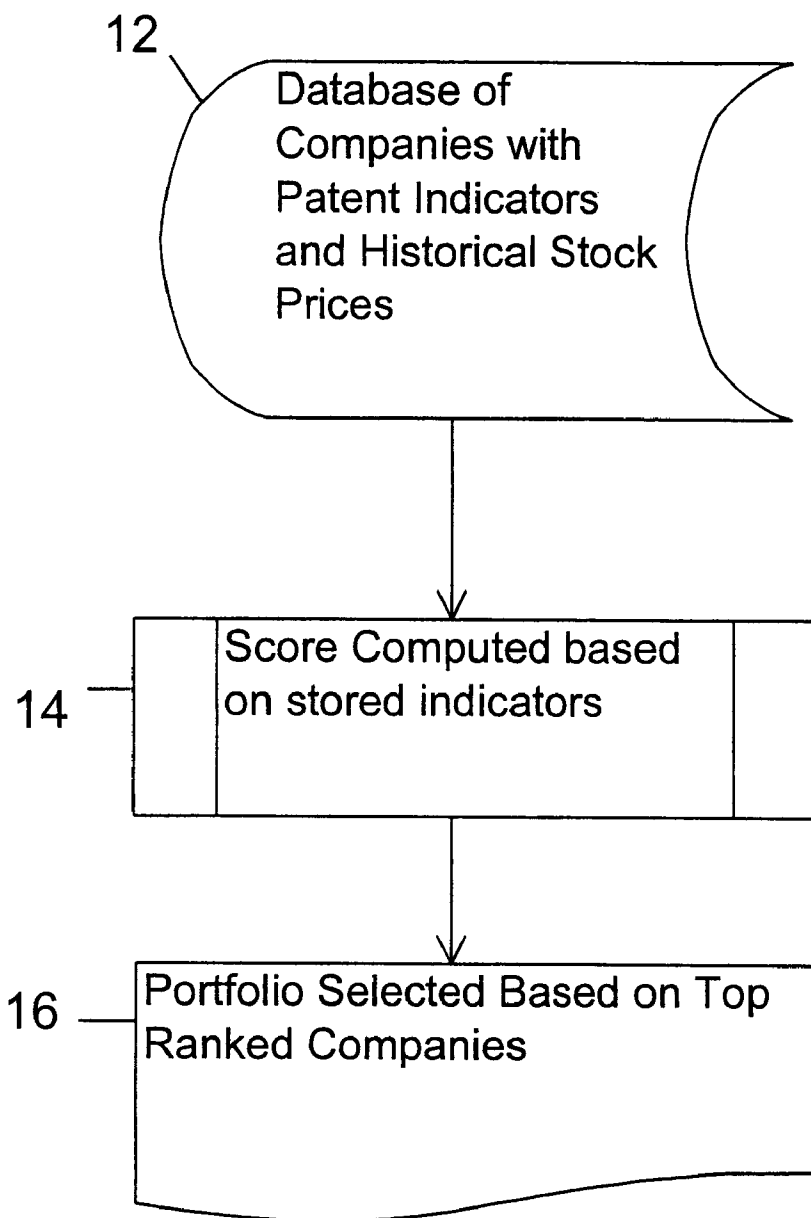 12
Database of
Companies with
Patent Indicators
and Historical Stock
Prices
14
Score Computed based
on stored indicators
16
Portfolio Selected Based on Top
Ranked Companies